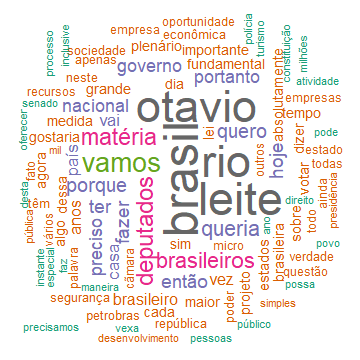 oportunidade
empresa
econômica
polícia
turismo
constituição
milhões
processo
inclusive
sociedade
apenas
plenário
importante
governo
fundamental
absolutamente
atividade
neste
dia
portanto
recursos
grande
otavio
empresas
senado
nacional
lei
quero
tempo
oferecer
medida
vai
matéria
dizer
pode
gostaria
brasil
rio
hoje
outros
estado
mil
fato
agora
país
vamos
todas
desta
dessa
porque
leite
votar
ainda
presidência
têm
algo
anos
deputados
direito
pública
vários
preciso
ter
fazer
queria
ano
sobre
todo
instante
especial
faz
palavra
casa
sim
micro
brasileira
povo
câmara
brasileiros
estados
verdade
maneira
então
vez
projeto
questão
possa
segurança
brasileiro
maior
poder
simples
petrobras
cada
precisamos
vexa
república
público
desenvolvimento
pessoas